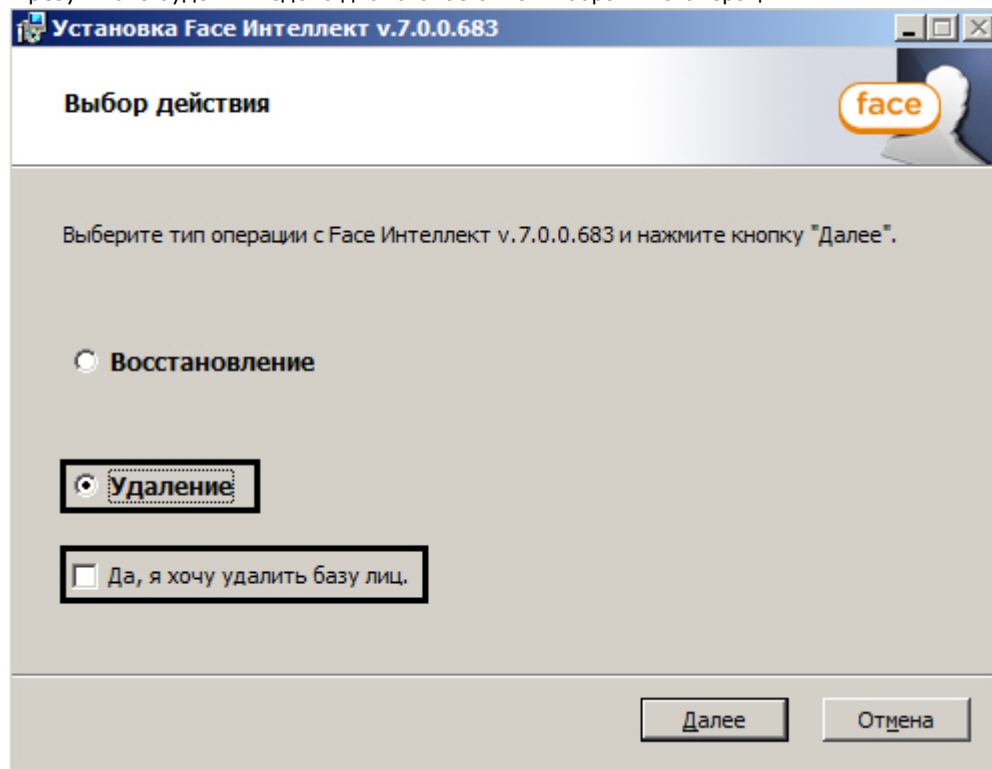 Установка Face Интеллект v.7.0.0.683
Выбор действия
face
Выберите тип операции с Face Интеллект v.7.0.0.683 и нажмите кнопку "Далее".
Восстановление
Удаление
Да, я хочу удалить базу лиц.
Далее Отмена